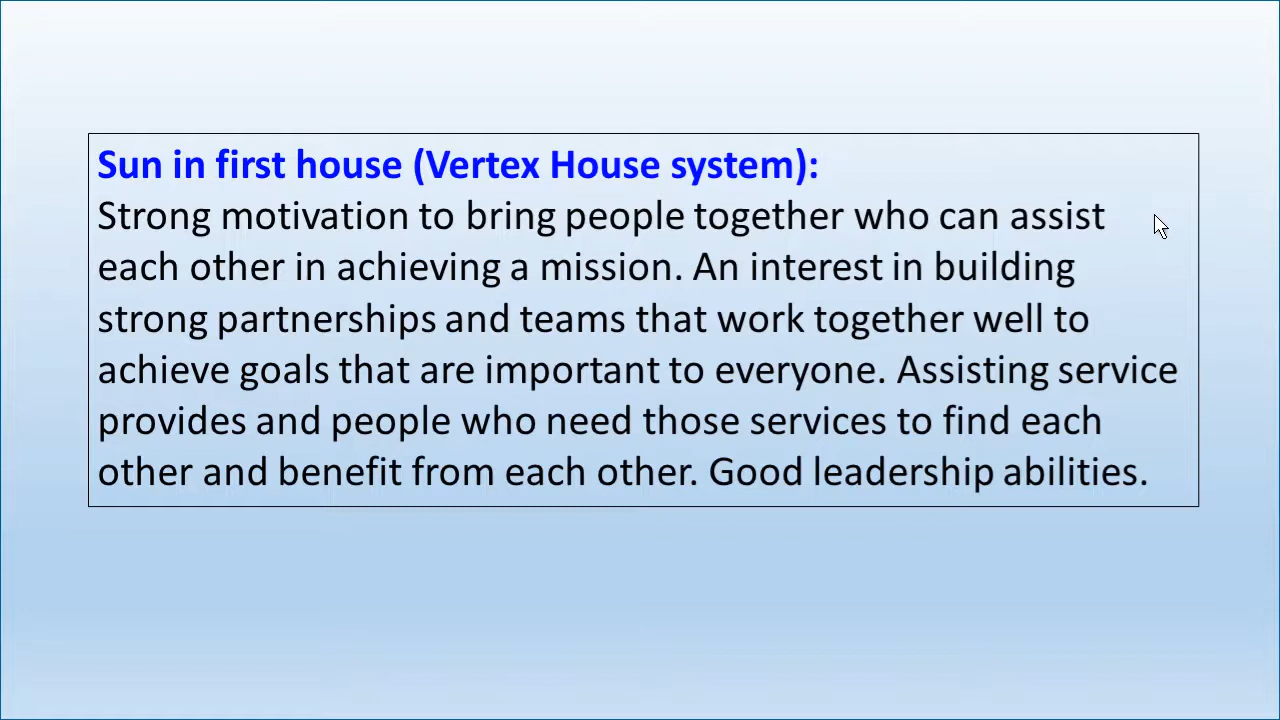 Sun in first house (Vertex House system):
Strong motivation to bring people together who can assist
each other in achieving a mission. An interest in building
strong partnerships and teams that work together well to
achieve goals that are important to everyone. Assisting service
provides and people who need those services to find each
other and benefit from each other. Good leadership abilities.